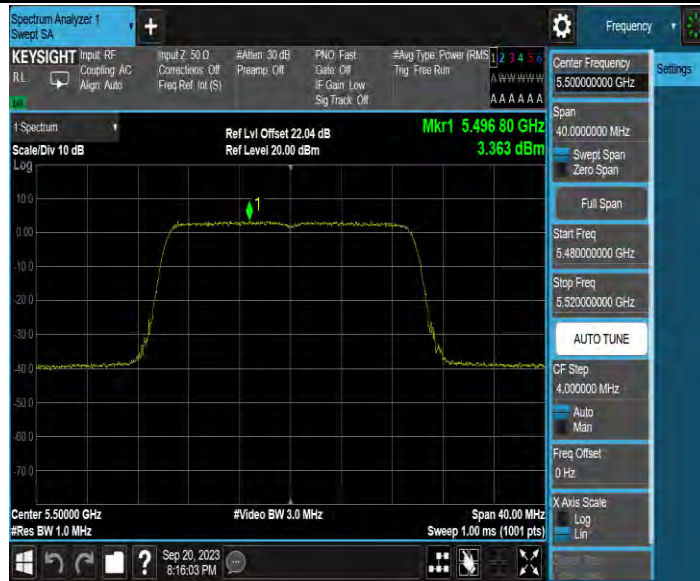 Spectrum Analyzer 1
Swept SA
+
Frequency
KEYSIGHT
RL
Input: RF
Coupling: AC
Align: Auto
Input Z: 50 Ω
Corrections: Off
Freq Ref: Int (S)
#Atten: 30 dB
Preamp: Off
PNO: Fast
Gate: Off
IF Gain: Low
Sig Track: Off
#Avg Type: Power (RMS
Trig: Free Run
1 2 3 4 5 6
A W W W W W
A A A A A A
1 Spectrum
Scale/Div 10 dB
Log
Ref Lvl Offset 22.04 dB
Ref Level 20.00 dBm
Mkr1 5.496 80 GHz
3.363 dBm
1
10.0
0.00
-10.0
-20.0
-30.0
-40.0
-50.0
-60.0
-70.0
Center 5.50000 GHz
#Res BW 1.0 MHz
#Video BW 3.0 MHz
Span 40.00 MHz
Sweep 1.00 ms (1001 pts)
?
Sep 20, 2023
8:16:03 PM
Center Frequency
5.500000000 GHz
Span
40.0000000 MHz
Swept Span
Zero Span
Full Span
Start Freq
5.480000000 GHz
Stop Freq
5.520000000 GHz
AUTO TUNE
CF Step
4.000000 MHz
Auto
Man
Freq Offset
0 Hz
X Axis Scale
Log
Lin
Settings